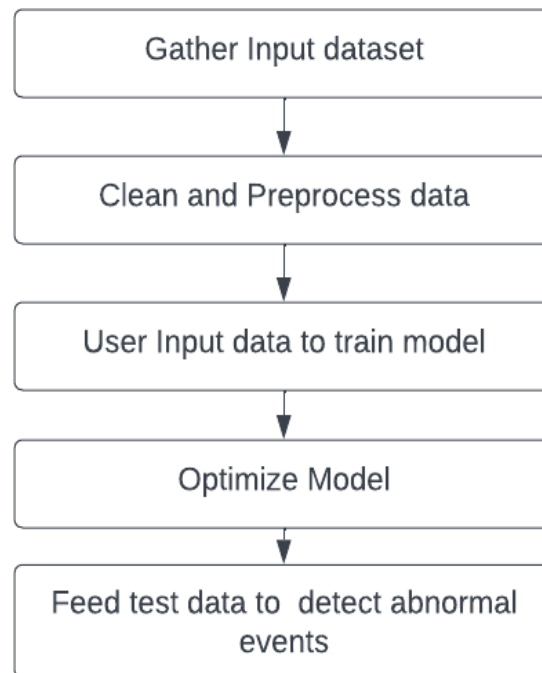 Gather Input dataset
Clean and Preprocess data
User Input data to train model
Optimize Model
Feed test data to  detect abnormal
events